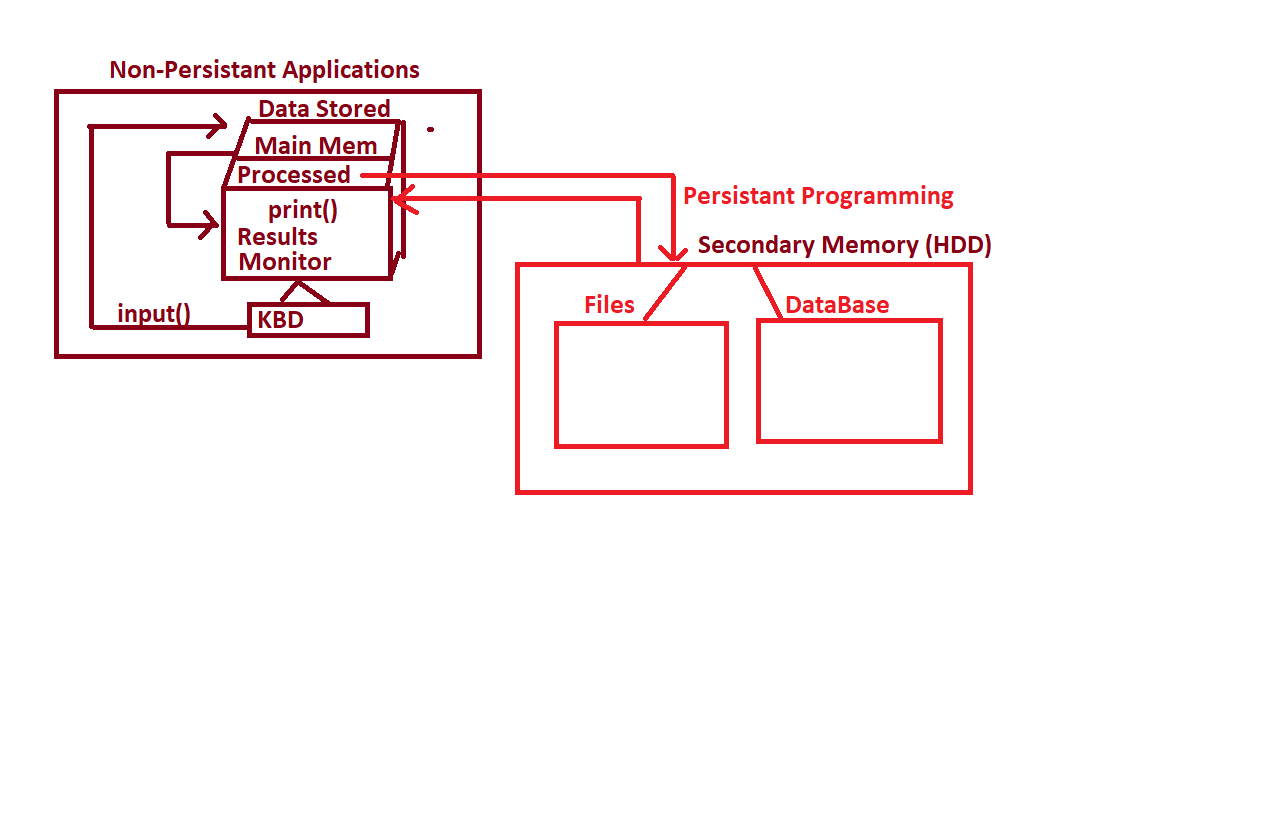 Non-Persistant Applications
Data Stored
Main Mem
Processed
print()
Results
Monitor
input()
KBD
Persistant Programming
Secondary Memory (HDD)
Files
DataBase